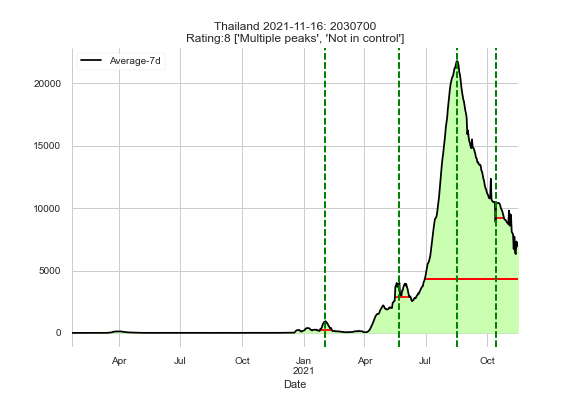 Thailand 2021-11-16: 2030700
Rating:8 ['Multiple peaks', 'Not in control']
Average-7d
20000
15000
10000
5000
0
Apr Jul Oct Jan Apr Jul Oct
2021
Date